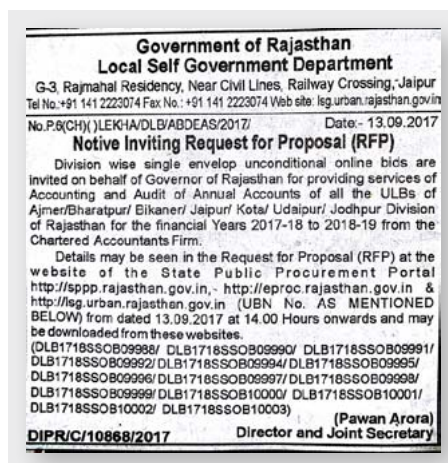 Government of Rajasthan
Local Self Government Department
G-3, Rajmahal Residency, Near Civil Lines, Railway Crossing, Jaipur
Tel No.:+91 141 2223074 Fax No.: +91 141 2223074 Web site: lsg.urban.rajasthan.gov.in
No.P.6(CH)( )LEKHA/DLB/ABDEAS/2017/ Date:- 13.09.2017
Notive Inviting Request for Proposal (RFP)
Division wise single envelop unconditional online bids are
invited on behalf of Governor of Rajasthan for providing services of
Accounting and Audit of Annual Accounts of all the ULBs of
Ajmer/Bharatpur/ Bikaner/ Jaipur/ Kota/ Udaipur/ Jodhpur Division
of Rajasthan for the financial Years 2017-18 to 2018-19 from the
Chartered Accountants Firm.
Details may be seen in the Request for Proposal (RFP) at the
website of the State Public Procurement Portal
http://sppp.rajasthan.gov.in,- http://eproc.rajasthan.gov.in &
http://lsg.urban.rajasthan.gov.in (UBN No. AS MENTIONED
BELOW) from dated 13.09.2017 at 14.00 Hours onwards and may
be downloaded from these websites.
(DLB1718SSOB09988/ DLB1718SSOB09990/ DLB1718SSOB09991/
DLB1718SSOB09992/ DLB1718SSOB09994/ DLB1718SSOB09995/
DLB1718SSOB09996/ DLB1718SSOB09997/ DLB1718SSOB09998/
DLB1718SSOB09999/ DLB1718SSOB10000/ DLB1718SSOB10001/
DLB1718SSOB10002/ DLB1718SSOB10003)
(Pawan Arora)
DIPR/C/10868/2017 Director and Joint Secretary